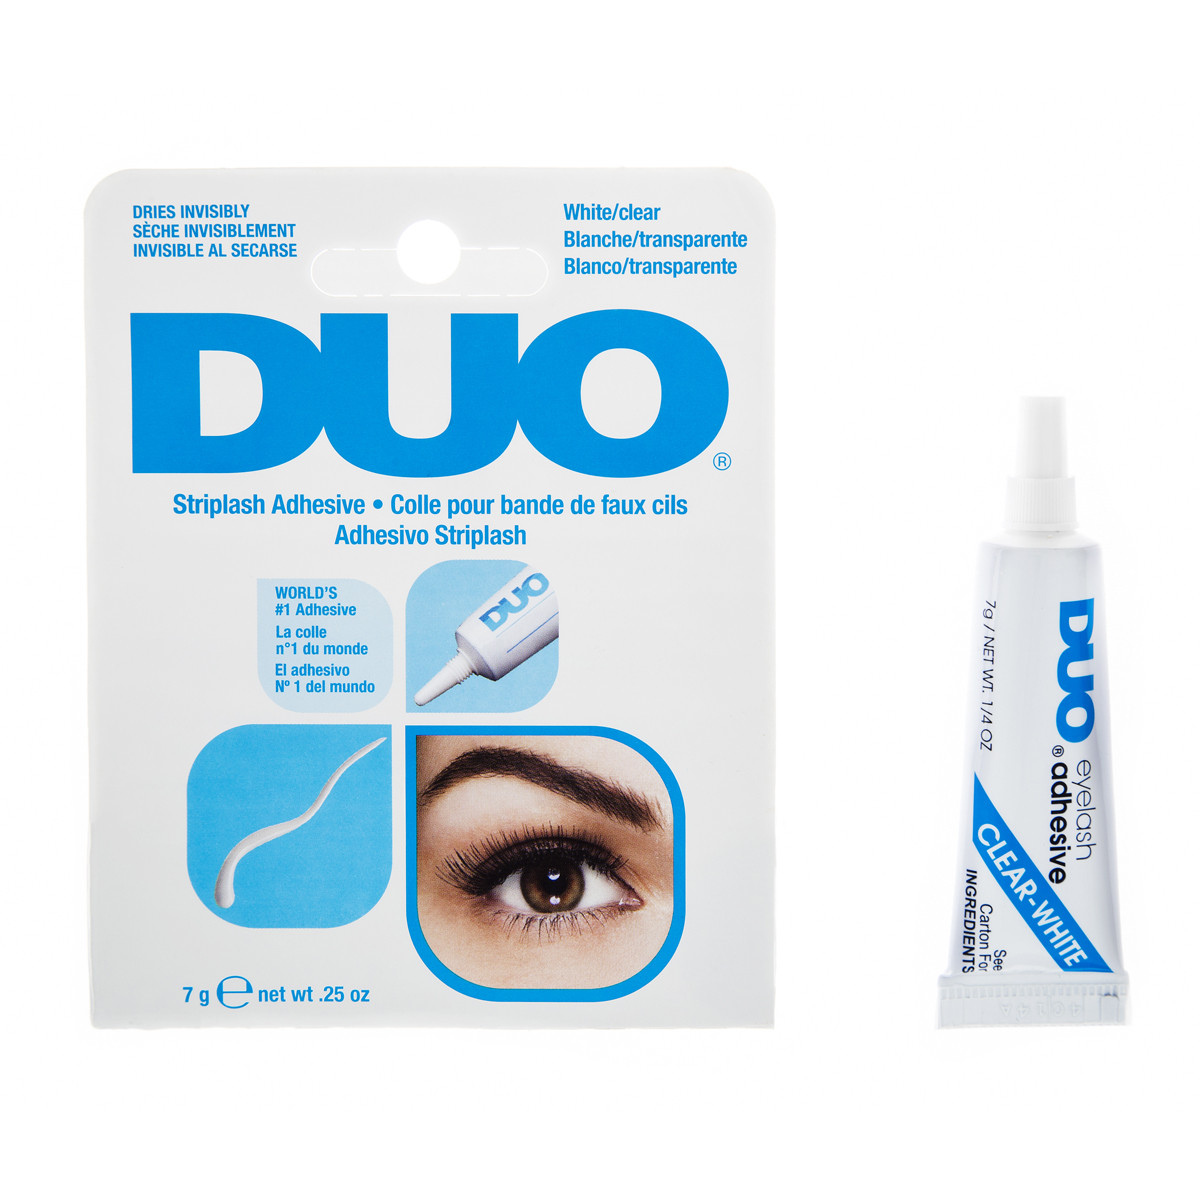 DRIES INVISIBLY
SÈCHE INVISIBLEMENT
INVISIBLE AL SECARSE
White/clear
Blanche/transparente
Blanco/transparente
DUO®
Striplash Adhesive • Colle pour bande de faux cils
Adhesivo Striplash
WORLD'S
#1 Adhesive
La colle
n°1 du monde
El adhesivo
Nº 1 del mundo
DUO
7 g ℮ net wt .25 oz
DUO®
eyelash
adhesive
7g / NET WT. 1/4 OZ
CLEAR-WHITE
See
Carton For
INGREDIENTS